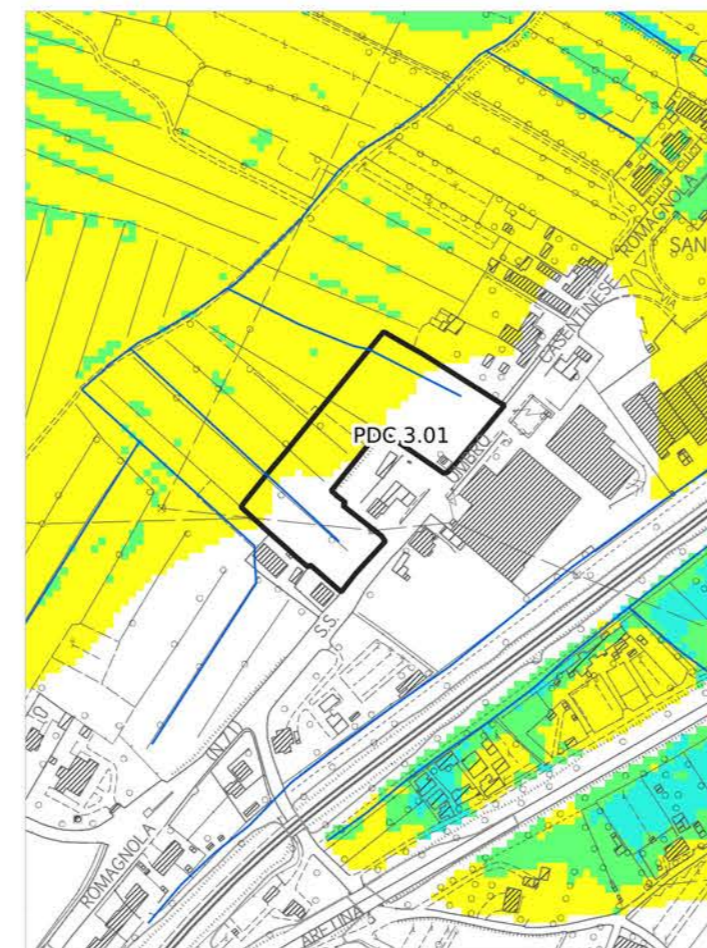 ROMAGNOLA
SAN
CASENTINESE
PDC 3.01
UMBRO
S.S.
ROMAGNOLA
ARETINA